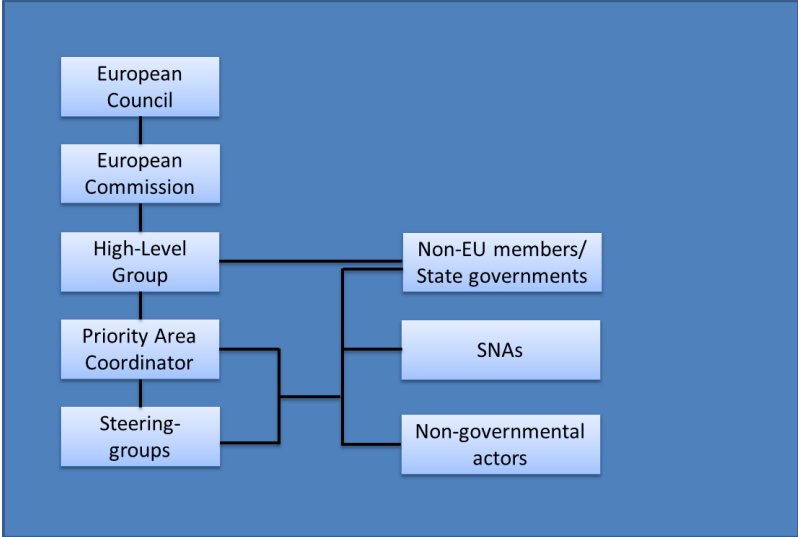 European
Council
European
Commission
High-Level
Group
Priority Area
Coordinator
Steering-
groups
Non-EU members/
State governments
SNAs
Non-governmental
actors